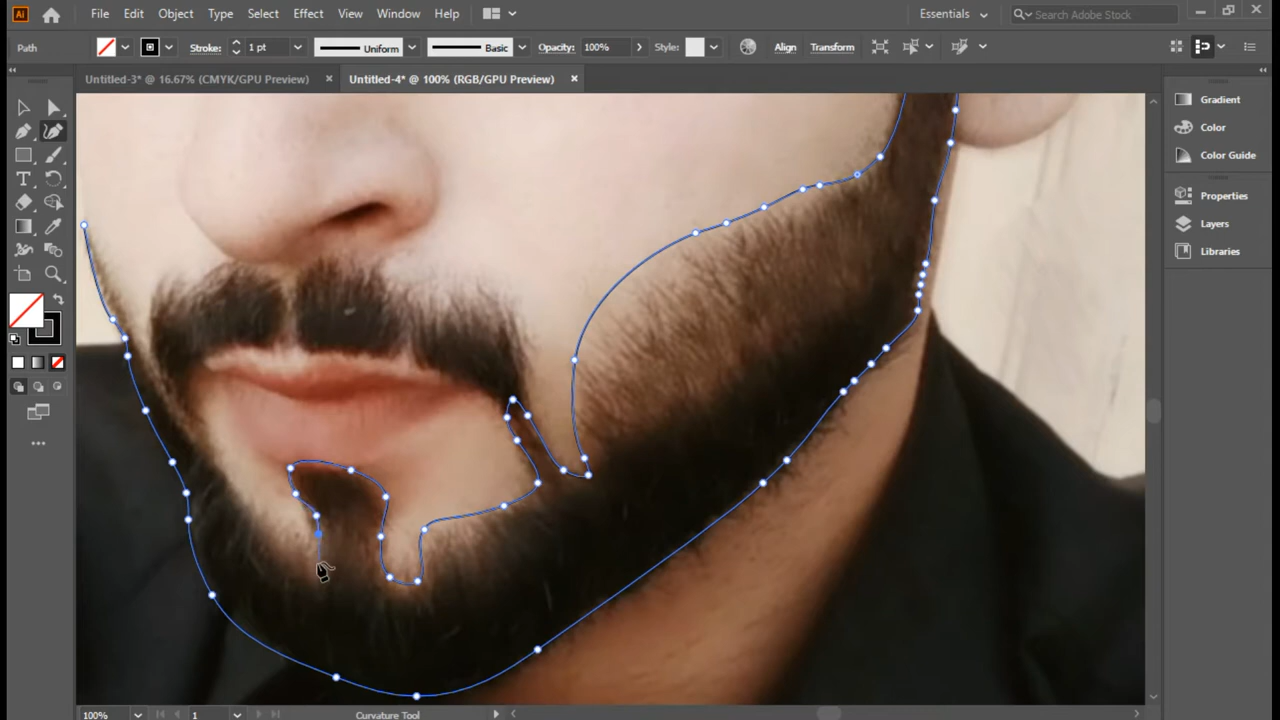 Ai File Edit Object Type Select Effect View Window Help Essentials Search Adobe Stock
Path Stroke: 1 pt Uniform Basic Opacity: 100% Style: Align Transform
Untitled-3* @ 16.67% (CMYK/GPU Preview) × Untitled-4* @ 100% (RGB/GPU Preview) ×
Gradient
Color
Color Guide
Properties
Layers
Libraries
100% 1 Curvature Tool